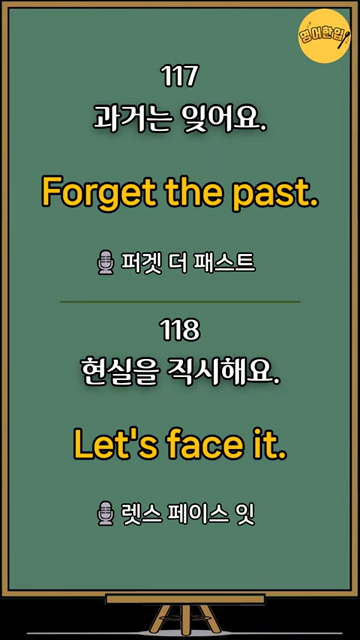 영어한입
117
과거는 잊어요.
Forget the past.
퍼겟 더 패스트
118
현실을 직시해요.
Let's face it.
렛스 페이스 잇